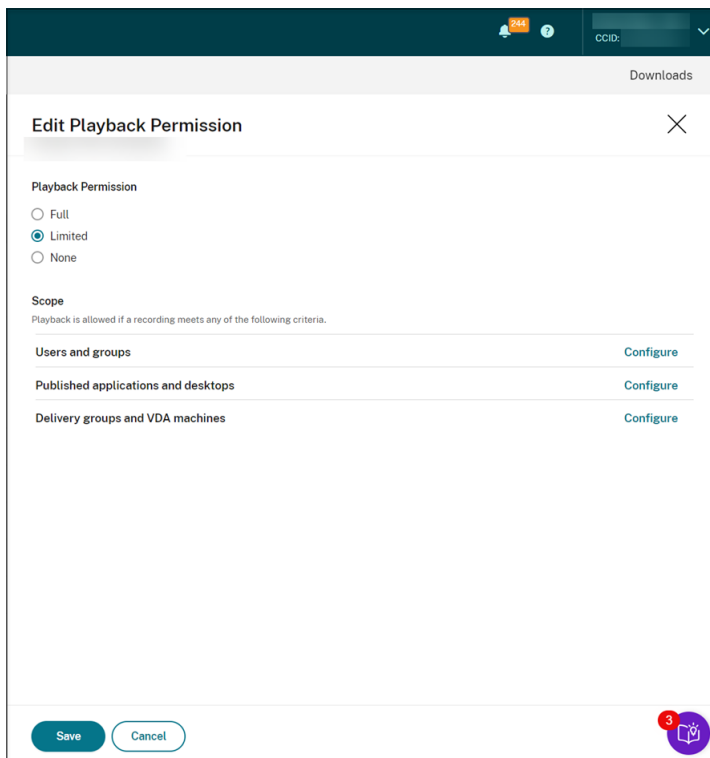 244
?
CCID:
Downloads
Edit Playback Permission
Playback Permission
Full
Limited
None
Scope
Playback is allowed if a recording meets any of the following criteria.
Users and groups Configure
Published applications and desktops Configure
Delivery groups and VDA machines Configure
Save Cancel
3